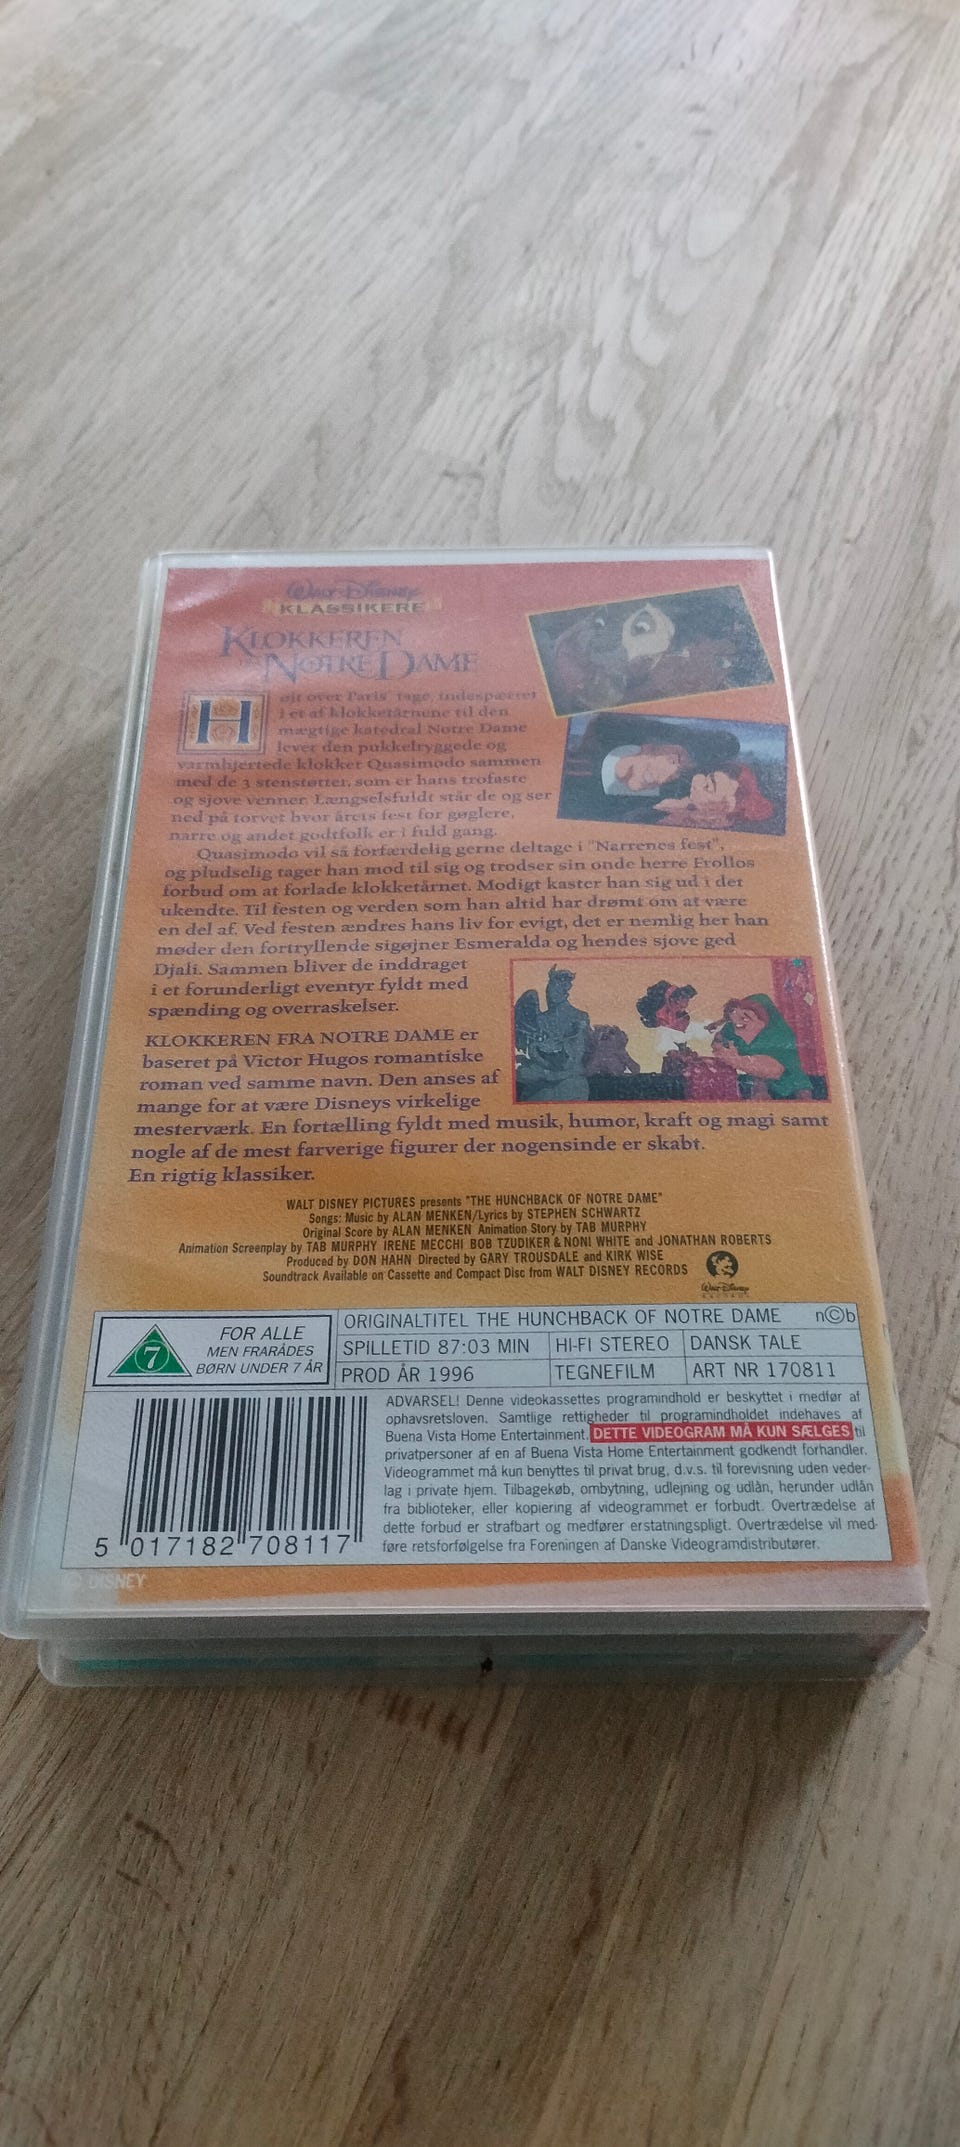 WALT DISNEY
KLASSIKERE
KLOKKEREN
FRA NOTRE DAME
Højt over Paris' tage, indespærret
i et af klokketårnene til den
mægtige katedral Notre Dame
lever den pukkelryggede og
varmhjertede klokker Quasimodo sammen
med de 3 stenstøtter, som er hans trofaste
og sjove venner. Længselsfuldt står de og ser
ned på torvet hvor årets fest for gøglere,
narre og andet godtfolk er i fuld gang.
Quasimodo vil så forfærdelig gerne deltage i "Narrenes fest",
og pludselig tager han mod til sig og trodser sin onde herre Frollos
forbud om at forlade klokketårnet. Modigt kaster han sig ud i det
ukendte. Til festen og verden som han altid har drømt om at være
en del af. Ved festen ændres hans liv for evigt, det er nemlig her han
møder den fortryllende sigøjner Esmeralda og hendes sjove ged
Djali. Sammen bliver de inddraget
i et forunderligt eventyr fyldt med
spænding og overraskelser.
KLOKKEREN FRA NOTRE DAME er
baseret på Victor Hugos romantiske
roman ved samme navn. Den anses af
mange for at være Disneys virkelige
mesterværk. En fortælling fyldt med musik, humor, kraft og magi samt
nogle af de mest farverige figurer der nogensinde er skabt.
En rigtig klassiker.
WALT DISNEY PICTURES presents "THE HUNCHBACK OF NOTRE DAME"
Songs: Music by ALAN MENKEN/Lyrics by STEPHEN SCHWARTZ
Original Score by ALAN MENKEN Animation Story by TAB MURPHY
Animation Screenplay by TAB MURPHY IRENE MECCHI BOB TZUDIKER & NONI WHITE and JONATHAN ROBERTS
Produced by DON HAHN Directed by GARY TROUSDALE and KIRK WISE
Soundtrack Available on Cassette and Compact Disc from WALT DISNEY RECORDS
Walt Disney
RECORDS
7
FOR ALLE
MEN FRARÅDES
BØRN UNDER 7 ÅR
ORIGINALTITEL THE HUNCHBACK OF NOTRE DAME n©b
SPILLETID 87:03 MIN HI-FI STEREO DANSK TALE
PROD ÅR 1996 TEGNEFILM ART NR 170811
ADVARSEL! Denne videokassettes programindhold er beskyttet i medfør af
ophavsretsloven. Samtlige rettigheder til programindholdet indehaves af
Buena Vista Home Entertainment. DETTE VIDEOGRAM MÅ KUN SÆLGES til
privatpersoner af en af Buena Vista Home Entertainment godkendt forhandler.
Videogrammet må kun benyttes til privat brug, d.v.s. til forevisning uden veder-
lag i private hjem. Tilbagekøb, ombytning, udlejning og udlån, herunder udlån
fra biblioteker, eller kopiering af videogrammet er forbudt. Overtrædelse af
dette forbud er strafbart og medfører erstatningspligt. Overtrædelse vil med-
føre retsforfølgelse fra Foreningen af Danske Videogramdistributører.
5 017182 708117
© DISNEY